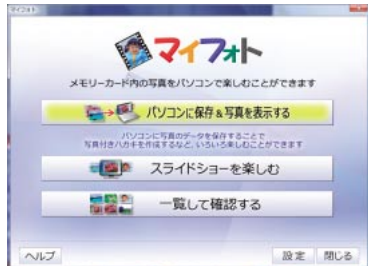 マイフォト
マイフォト
メモリーカード内の写真をパソコンで楽しむことができます
パソコンに保存&写真を表示する
パソコンに写真のデータを保存することで
写真付きハガキを作成するなど、いろいろ楽しむことができます
スライドショーを楽しむ
一覧して確認する
ヘルプ
設定
閉じる